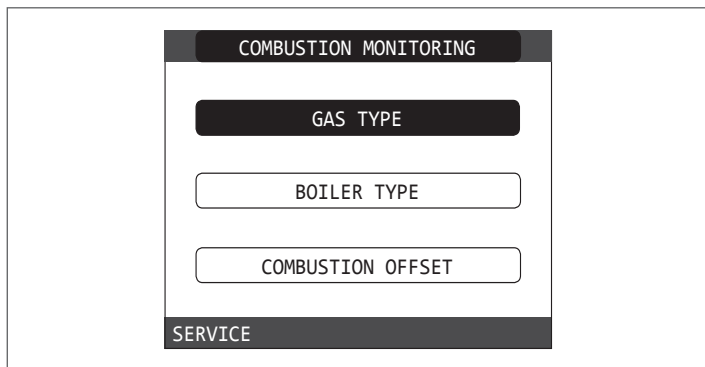 COMBUSTION MONITORING
GAS TYPE
BOILER TYPE
COMBUSTION OFFSET
SERVICE